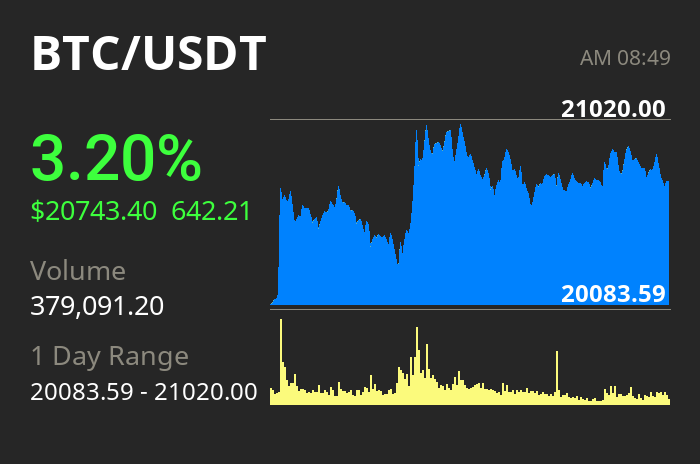 BTC/USDT
AM 08:49
21020.00
3.20%
$20743.40 642.21
Volume
379,091.20
20083.59
1 Day Range
20083.59 - 21020.00